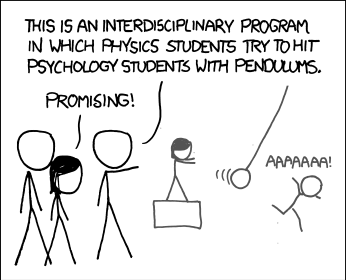 THIS IS AN INTERDISCIPLINARY PROGRAM
IN WHICH PHYSICS STUDENTS TRY TO HIT
PSYCHOLOGY STUDENTS WITH PENDULUMS.
PROMISING!
AAAAAAA!